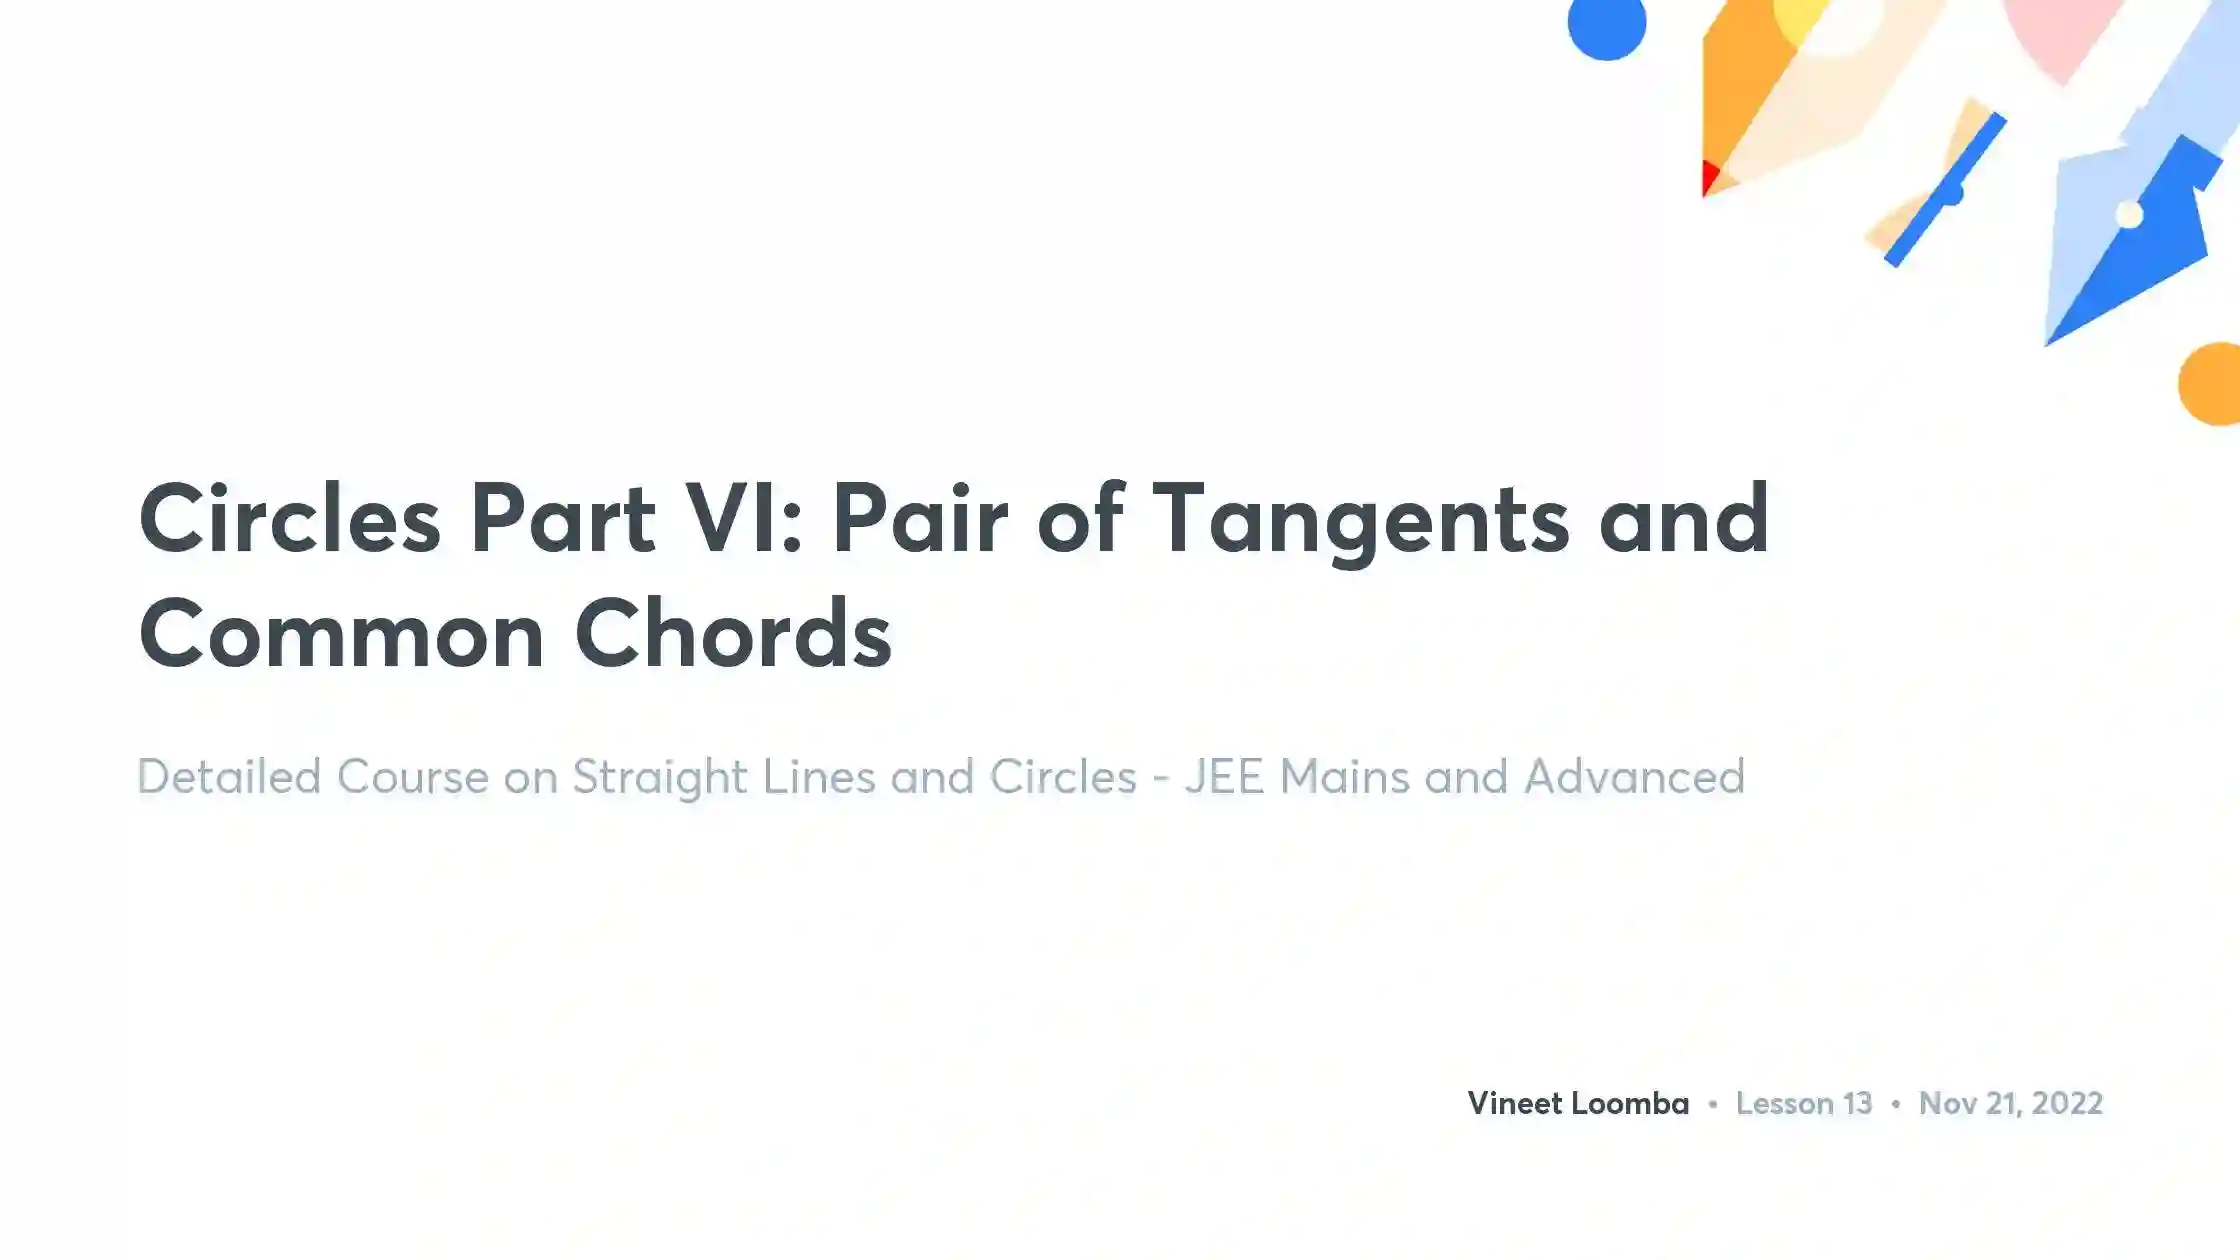 Circles Part VI: Pair of Tangents and
Common Chords
Detailed Course on Straight Lines and Circles - JEE Mains and Advanced
Vineet Loomba • Lesson 13 • Nov 21, 2022